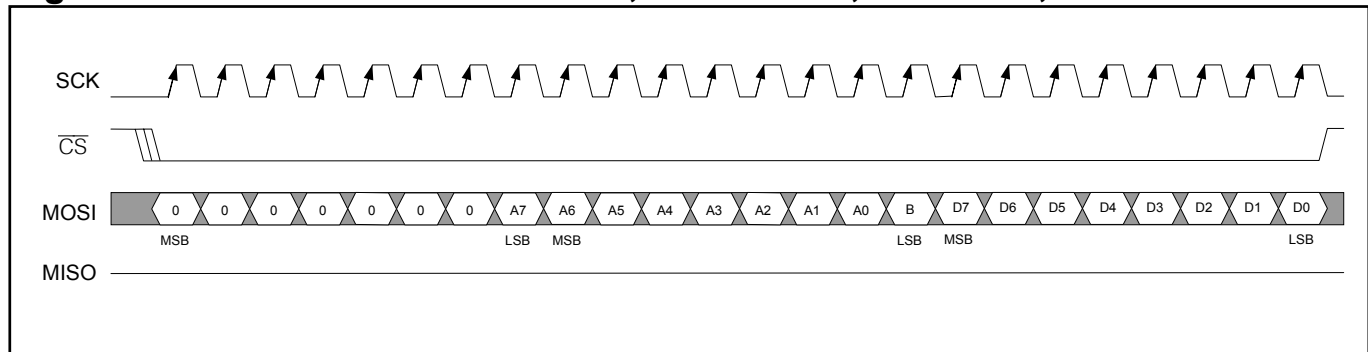 SCK
CS
MOSI 0 0 0 0 0 0 0 A7 A6 A5 A4 A3 A2 A1 A0 B D7 D6 D5 D4 D3 D2 D1 D0
MSB LSB MSB LSB MSB LSB
MISO